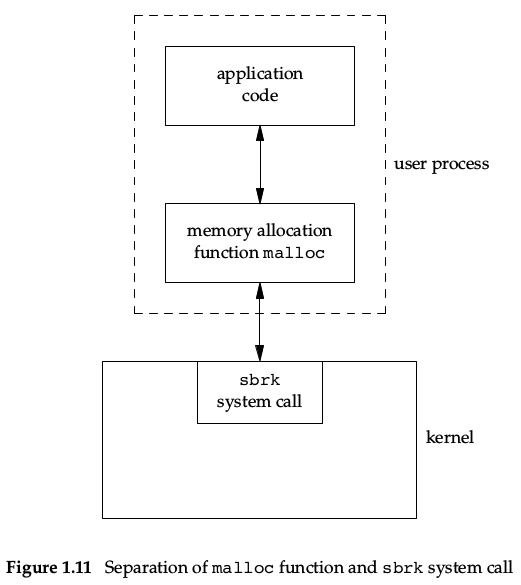 application
code
user process
memory allocation
function malloc
sbrk
system call
kernel
Figure 1.11 Separation of malloc function and sbrk system call